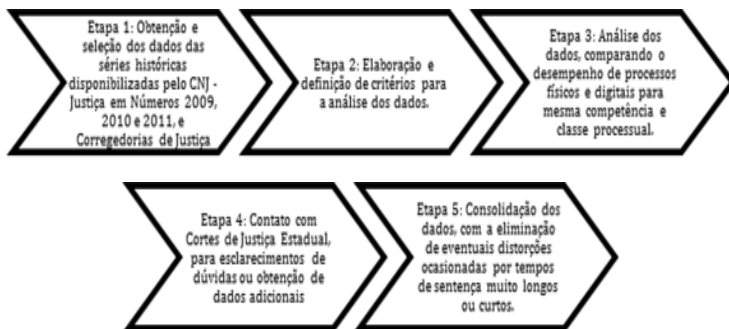 Etapa 1: Obtenção e
seleção dos dados das
séries históricas
disponibilizadas pelo CNJ -
Justiça em Números 2009,
2010 e 2011, e
Corregedorias de Justiça
Etapa 2: Elaboração e
definição de critérios para
a análise dos dados.
Etapa 3: Análise dos
dados, comparando o
desempenho de processos
físicos e digitais para
mesma competência e
classe processual.
Etapa 4: Contato com
Cortes de Justiça Estadual,
para esclarecimentos de
dúvidas ou obtenção de
dados adicionais
Etapa 5: Consolidação dos
dados, com a eliminação
de eventuais distorções
ocasionadas por tempos
de sentença muito longos
ou curtos.